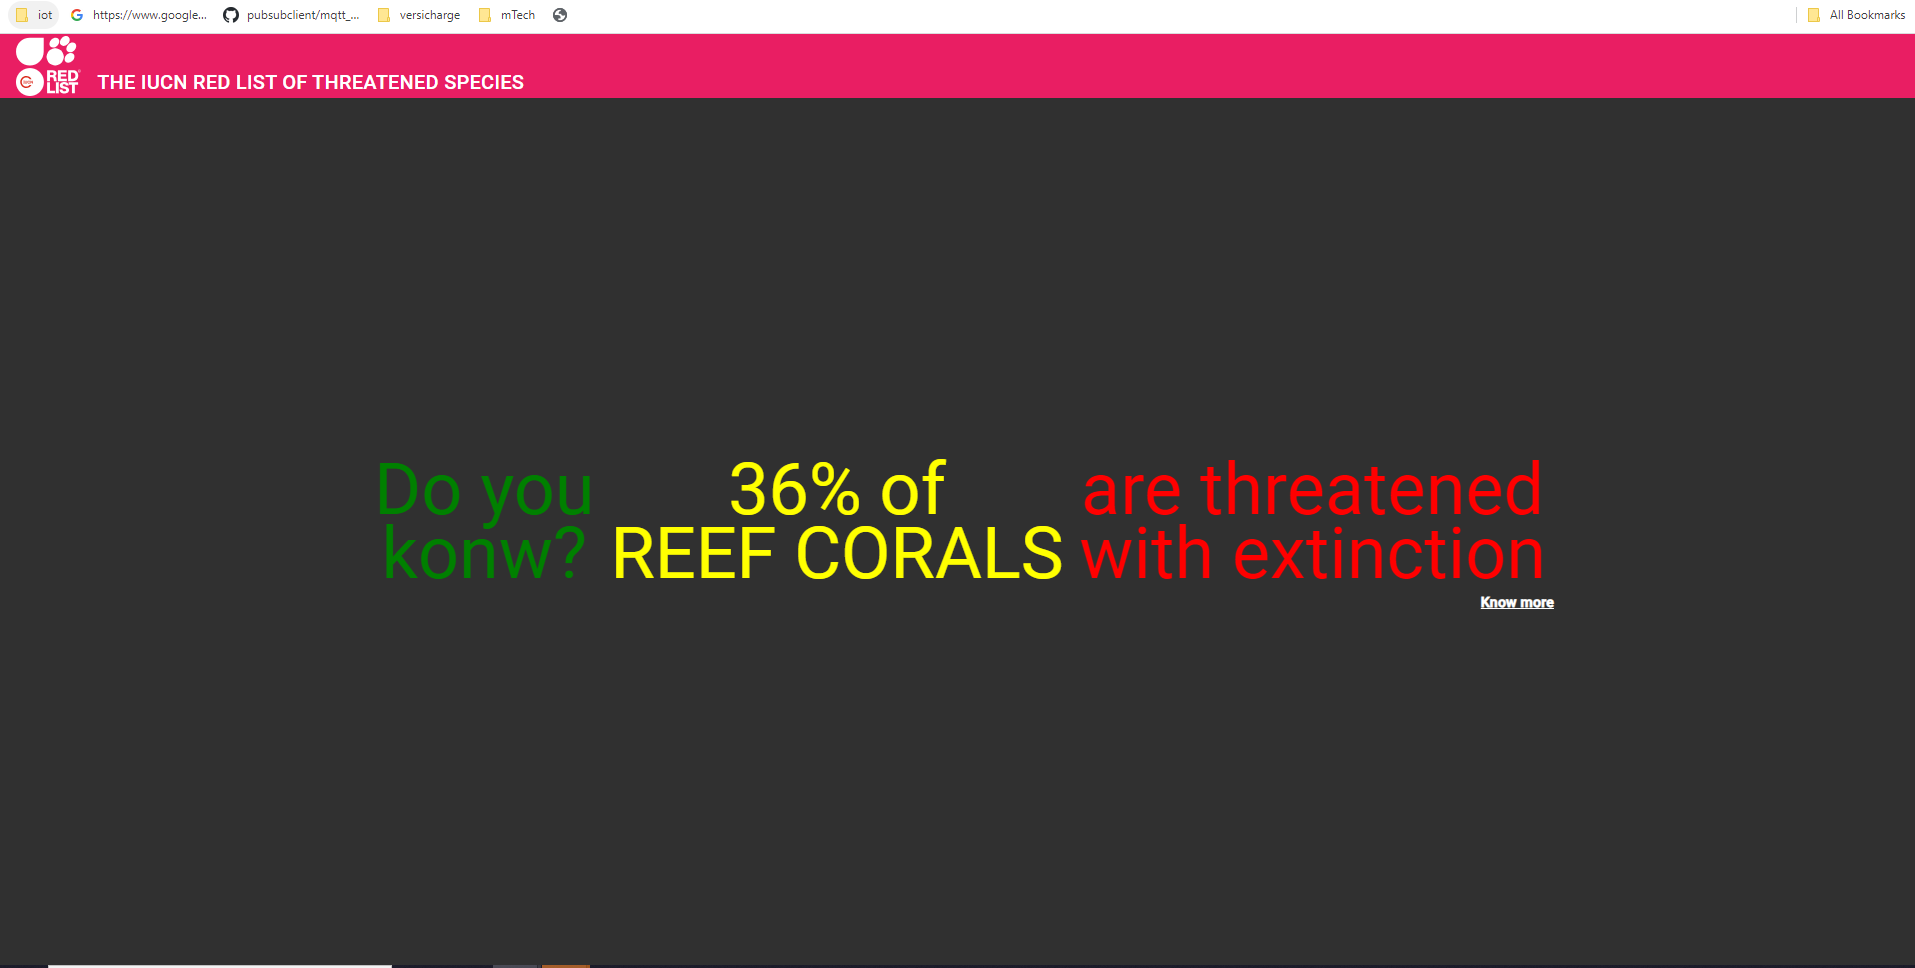 iot https://www.google... pubsubclient/mqtt_... versicharge mTech All Bookmarks
RED
LIST
THE IUCN RED LIST OF THREATENED SPECIES
Do you
konw?
36% of
REEF CORALS
are threatened
with extinction
Know more